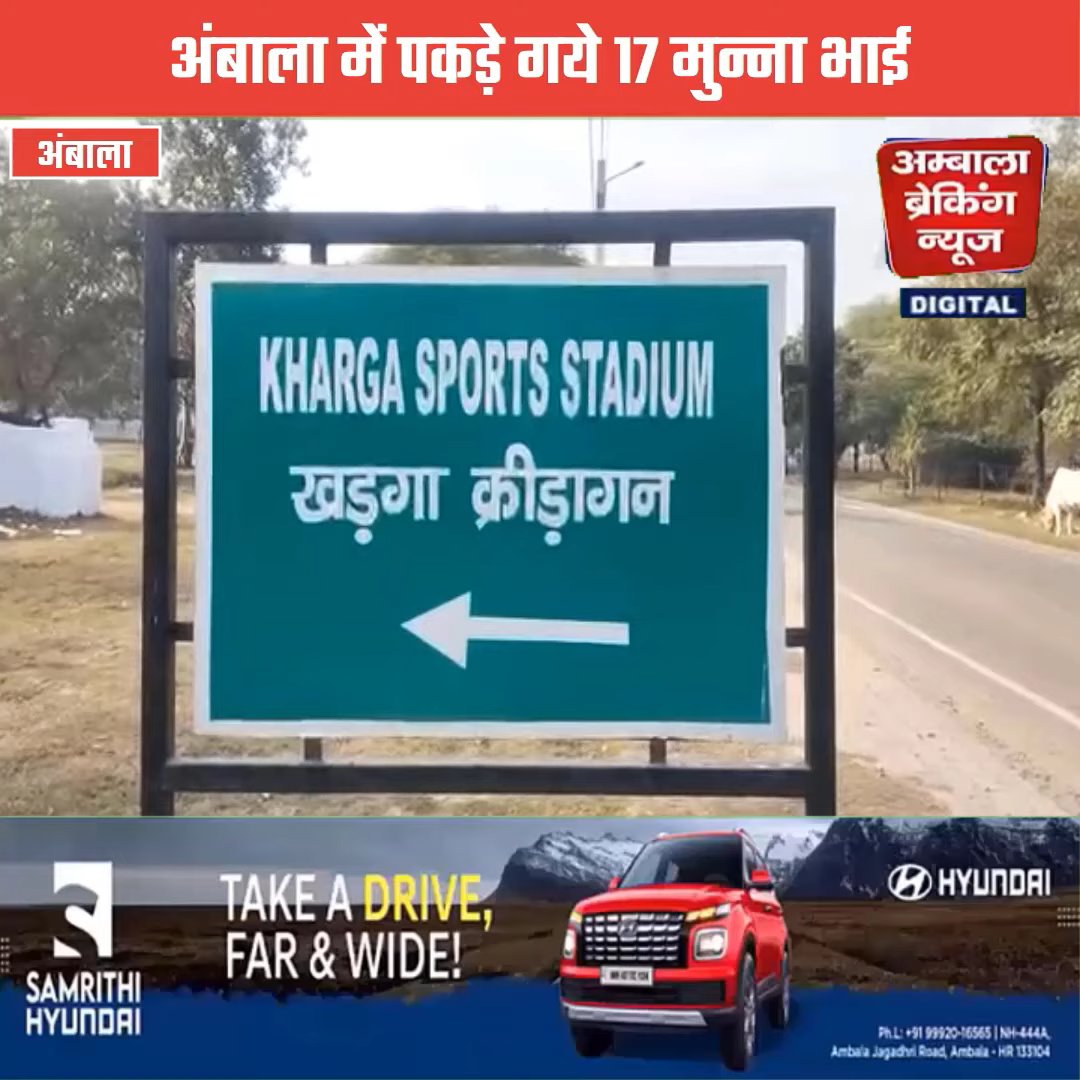 अंबाला में पकड़े गये 17 मुन्ना भाई
अंबाला
अम्बाला
ब्रेकिंग
न्यूज
DIGITAL
KHARGA SPORTS STADIUM
खड़गा क्रीड़ागन
TAKE A DRIVE,
FAR & WIDE!
HYUNDAI
SAMRITHI
HYUNDAI
Ph.L: +91 99920-16565 | NH-444A,
Ambala Jagadhri Road, Ambala - HR 133104